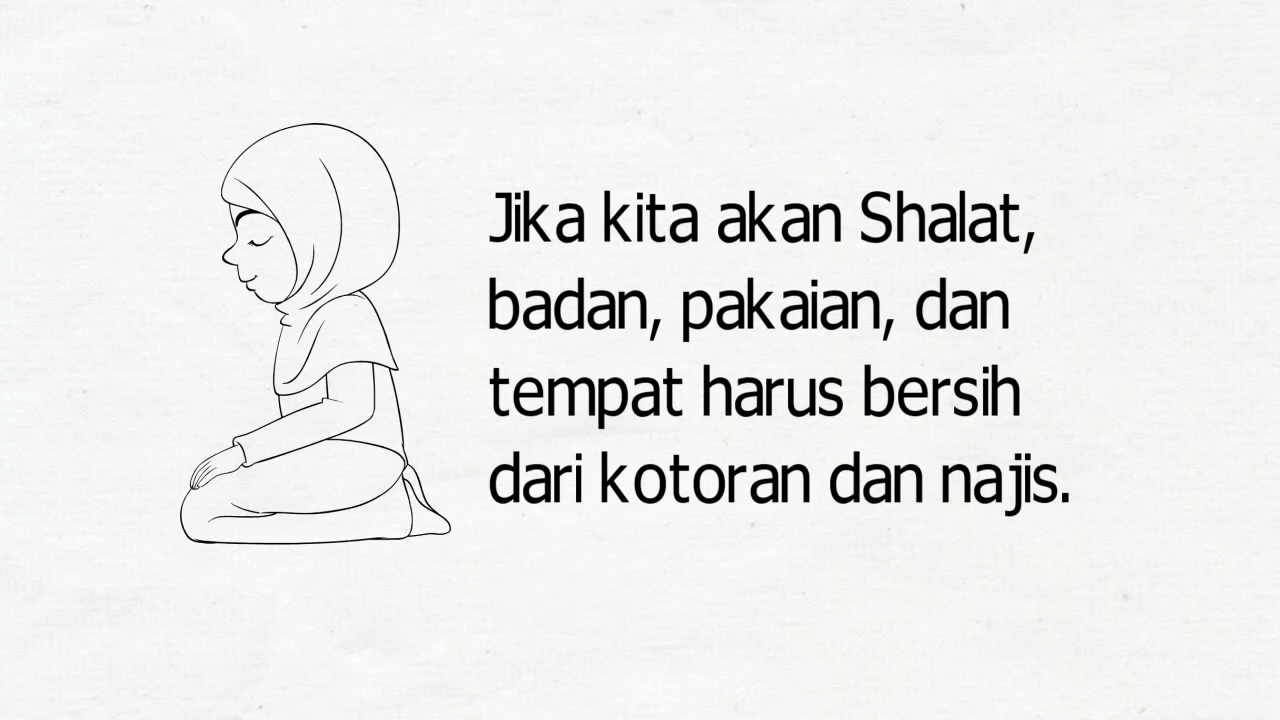 Jika kita akan Shalat,
badan, pakaian, dan
tempat harus bersih
dari kotoran dan najis.